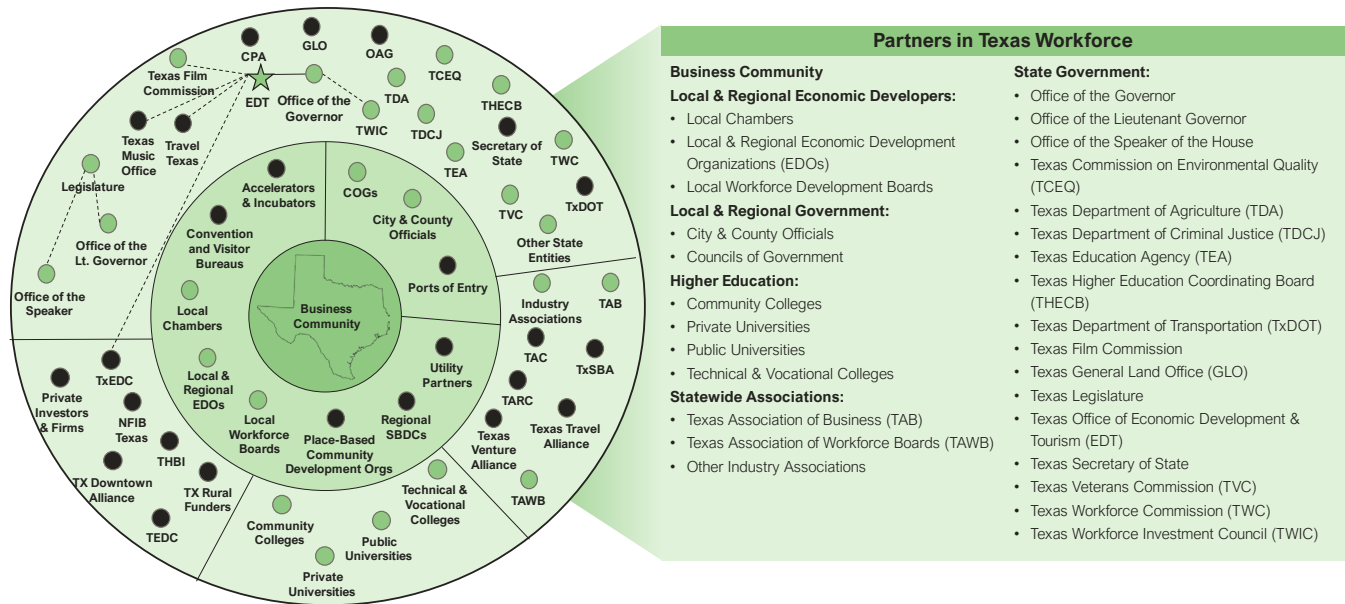 CPA
GLO
OAG
TCEQ
Texas Film
Commission
EDT
Office of the
Governor
TDA
THECB
TWIC
TDCJ
Secretary of
State
Texas
Music
Office
Travel
Texas
TWC
TEA
Legislature
TVC
TxDOT
Office of the
Lt. Governor
Other State
Entities
Office of the
Speaker
Accelerators
& Incubators
COGs
City & County
Officials
Convention
and Visitor
Bureaus
Ports of Entry
Local
Chambers
Business
Community
Utility
Partners
Local &
Regional
EDOs
Local
Workforce
Boards
Place-Based
Community
Development Orgs
Regional
SBDCs
Industry
Associations
TAB
TAC
TxSBA
TARC
Texas
Venture
Alliance
Texas Travel
Alliance
TAWB
TxEDC
Private
Investors
& Firms
NFIB
Texas
THBI
TX Downtown
Alliance
TX Rural
Funders
TEDC
Community
Colleges
Technical &
Vocational
Colleges
Public
Universities
Private
Universities
Partners in Texas Workforce
Business Community
Local & Regional Economic Developers:
• Local Chambers
• Local & Regional Economic Development
Organizations (EDOs)
• Local Workforce Development Boards
Local & Regional Government:
• City & County Officials
• Councils of Government
Higher Education:
• Community Colleges
• Private Universities
• Public Universities
• Technical & Vocational Colleges
Statewide Associations:
• Texas Association of Business (TAB)
• Texas Association of Workforce Boards (TAWB)
• Other Industry Associations
State Government:
• Office of the Governor
• Office of the Lieutenant Governor
• Office of the Speaker of the House
• Texas Commission on Environmental Quality
(TCEQ)
• Texas Department of Agriculture (TDA)
• Texas Department of Criminal Justice (TDCJ)
• Texas Education Agency (TEA)
• Texas Higher Education Coordinating Board
(THECB)
• Texas Department of Transportation (TxDOT)
• Texas Film Commission
• Texas General Land Office (GLO)
• Texas Legislature
• Texas Office of Economic Development &
Tourism (EDT)
• Texas Secretary of State
• Texas Veterans Commission (TVC)
• Texas Workforce Commission (TWC)
• Texas Workforce Investment Council (TWIC)